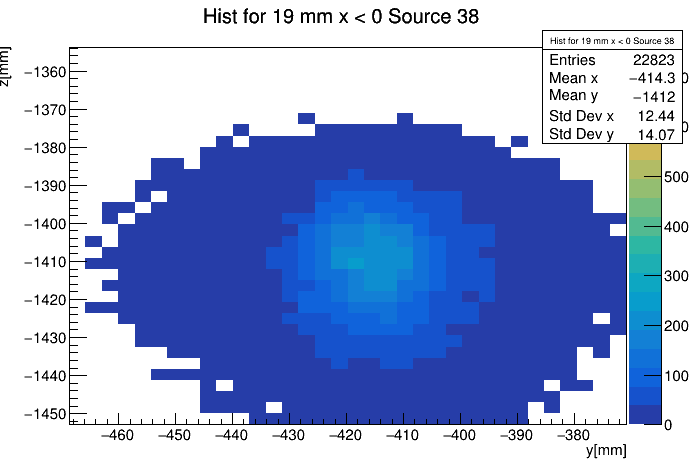 Hist for 19 mm x < 0 Source 38
Hist for 19 mm x < 0 Source 38
Entries 22823
Mean x −414.3
Mean y −1412
Std Dev x 12.44
Std Dev y 14.07
z[mm]
−1360
−1370
−1380
−1390
−1400
−1410
−1420
−1430
−1440
−1450
−460 −450 −440 −430 −420 −410 −400 −390 −380
y[mm]
0
0
500
400
300
200
100
0